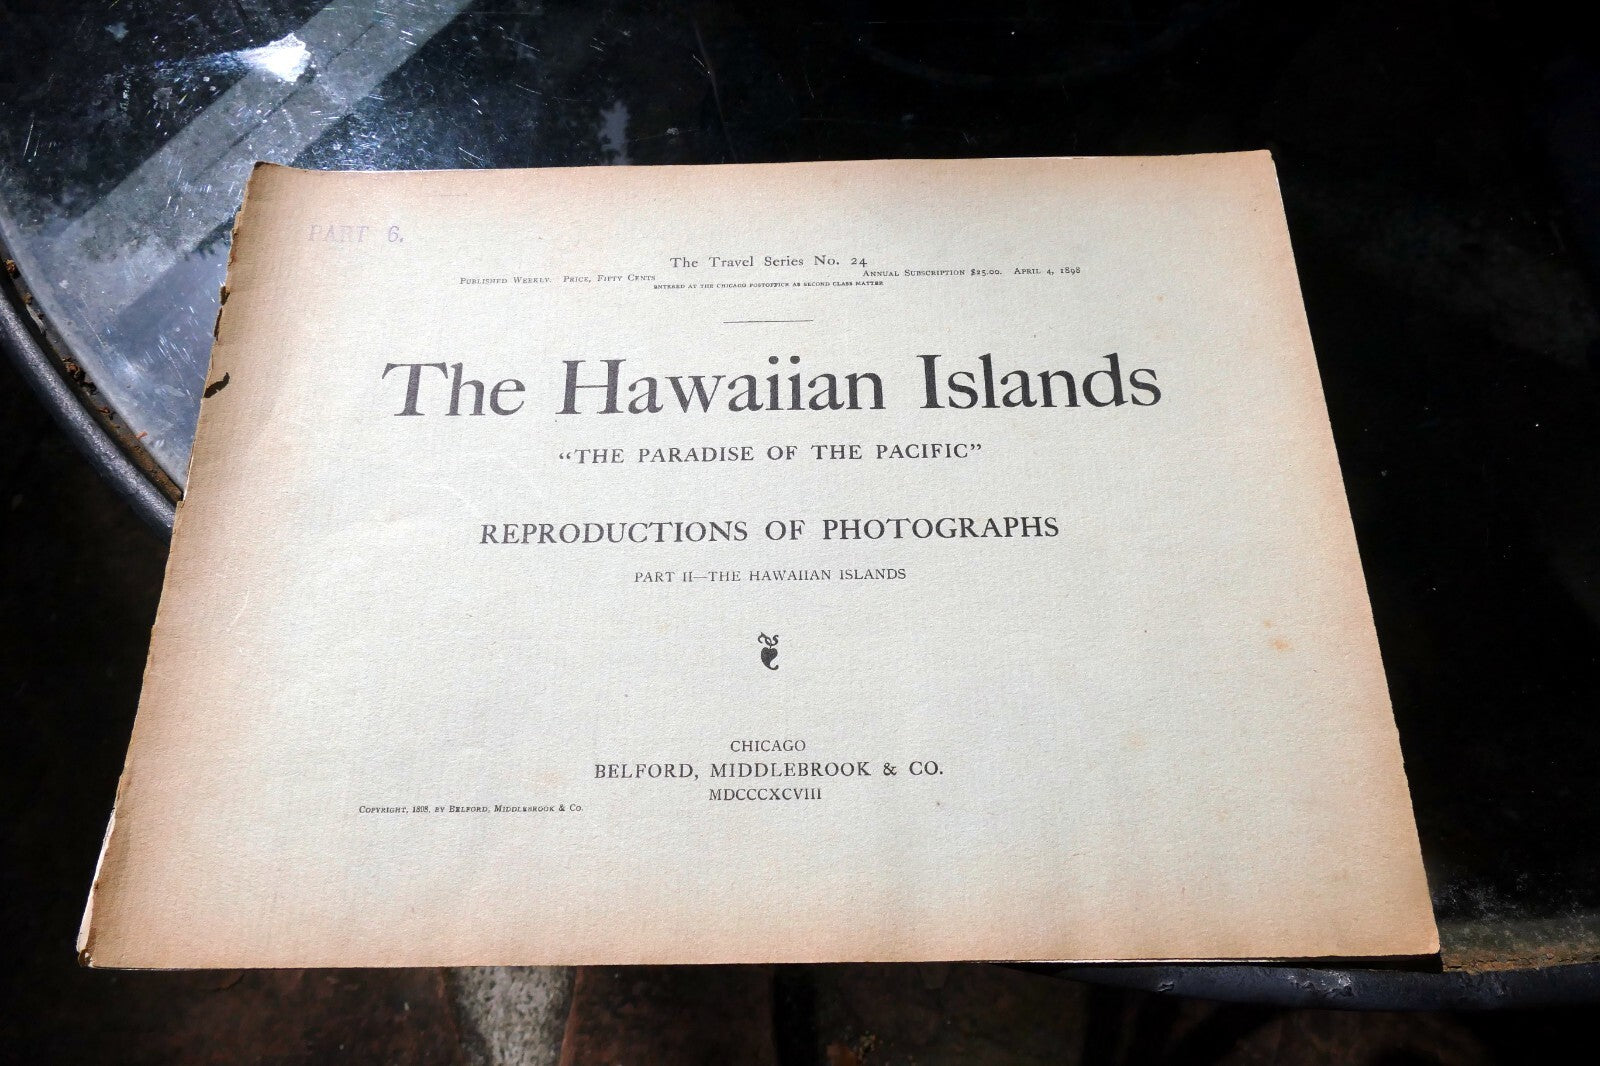 PART 6.
The Travel Series No. 24
Published Weekly. Price, Fifty Cents Annual Subscription $25.00. April 4, 1898
ENTERED AT THE CHICAGO POSTOFFICE AS SECOND CLASS MATTER
The Hawaiian Islands
“THE PARADISE OF THE PACIFIC”
REPRODUCTIONS OF PHOTOGRAPHS
PART II—THE HAWAIIAN ISLANDS
CHICAGO
BELFORD, MIDDLEBROOK & CO.
MDCCCXCVIII
Copyright, 1898, by Belford, Middlebrook & Co.